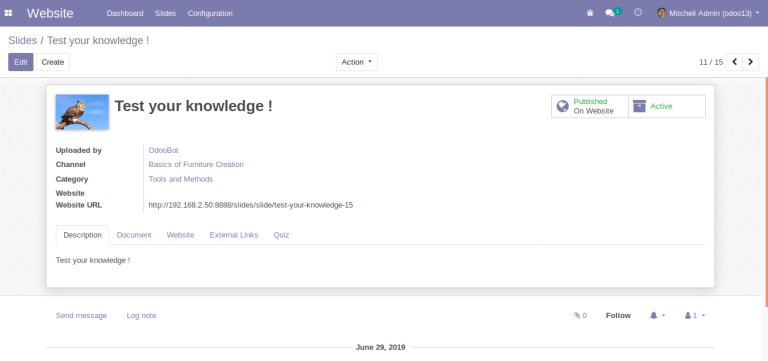 Website Dashboard Slides Configuration 1 Mitchell Admin (odoo13)
Slides / Test your knowledge !
Edit Create Action 11 / 15
Test your knowledge !
Published
On Website
Active
Uploaded by OdooBot
Channel Basics of Furniture Creation
Category Tools and Methods
Website
Website URL http://192.168.2.50:8888/slides/slide/test-your-knowledge-15
Description Document Website External Links Quiz
Test your knowledge !
Send message Log note 0 Follow 1
June 29, 2019